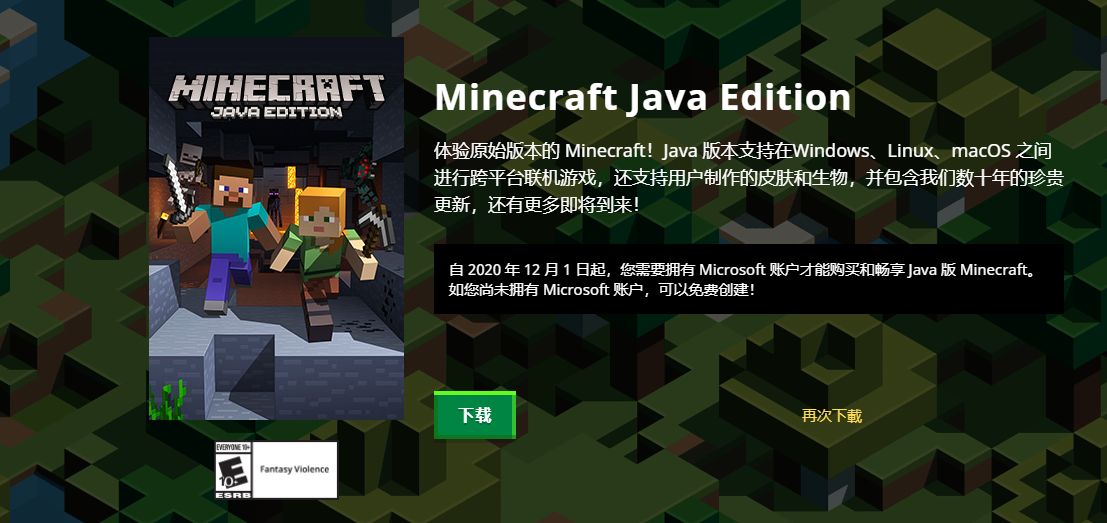 MINECRAFT
JAVA EDITION
Minecraft Java Edition
体验原始版本的 Minecraft！Java 版本支持在Windows、Linux、macOS 之间
进行跨平台联机游戏，还支持用户制作的皮肤和生物，并包含我们数十年的珍贵
更新，还有更多即将到来！
自 2020 年 12 月 1 日起，您需要拥有 Microsoft 账户才能购买和畅享 Java 版 Minecraft。
如您尚未拥有 Microsoft 账户，可以免费创建！
下载
再次下載
EVERYONE 10+
E
10+
ESRB
Fantasy Violence